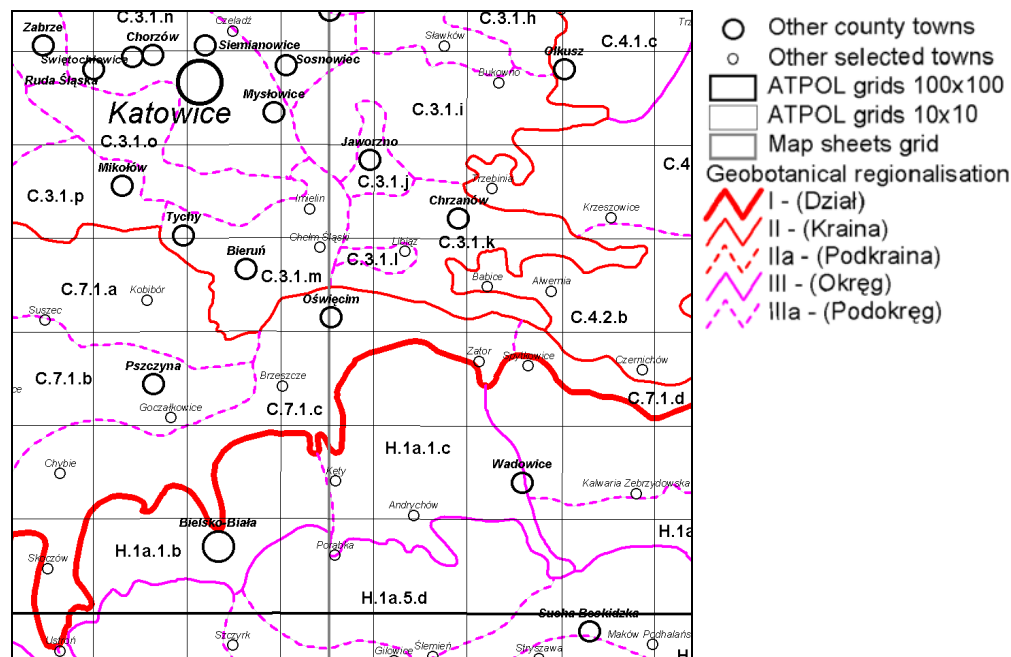 C.3.1.n
Czeladź
C.3.1.h
Trz
Zabrze
Chorzów
Siemianowice
Sławków
Olkusz
C.4.1.c
Świętochłowice
Sosnowiec
Ruda Śląska
Bukowno
Mysłowice
Katowice
C.3.1.i
C.3.1.o
Jaworzno
Mikołów
C.4
C.3.1.p
C.3.1.j
Trzebinia
Imielin
Chrzanów
Krzeszowice
Tychy
Chełm Śląski
C.3.1.k
Bieruń
Libiąż
C.3.1.l
C.3.1.m
Babice
Alwernia
C.7.1.a
Kobiór
Oświęcim
Suszec
C.4.2.b
Zator
Spytkowice
Czernichów
Pszczyna
C.7.1.b
Brzeszcze
ce
Goczałkowice
C.7.1.c
C.7.1.d
H.1a.1.c
Chybie
Kęty
Wadowice
Kalwaria Zebrzydowska
Andrychów
Bielsko-Biała
H.1a
Skoczów
H.1a.1.b
Porąbka
H.1a.5.d
Sucha Beskidzka
Ustroń
Szczyrk
Maków Podhalańs
Gilowice
Ślemień
Stryszawa
H
Other county towns
Other selected towns
ATPOL grids 100x100
ATPOL grids 10x10
Map sheets grid
Geobotanical regionalisation
I - (Dział)
II - (Kraina)
IIa - (Podkraina)
III - (Okręg)
IIIa - (Podokręg)